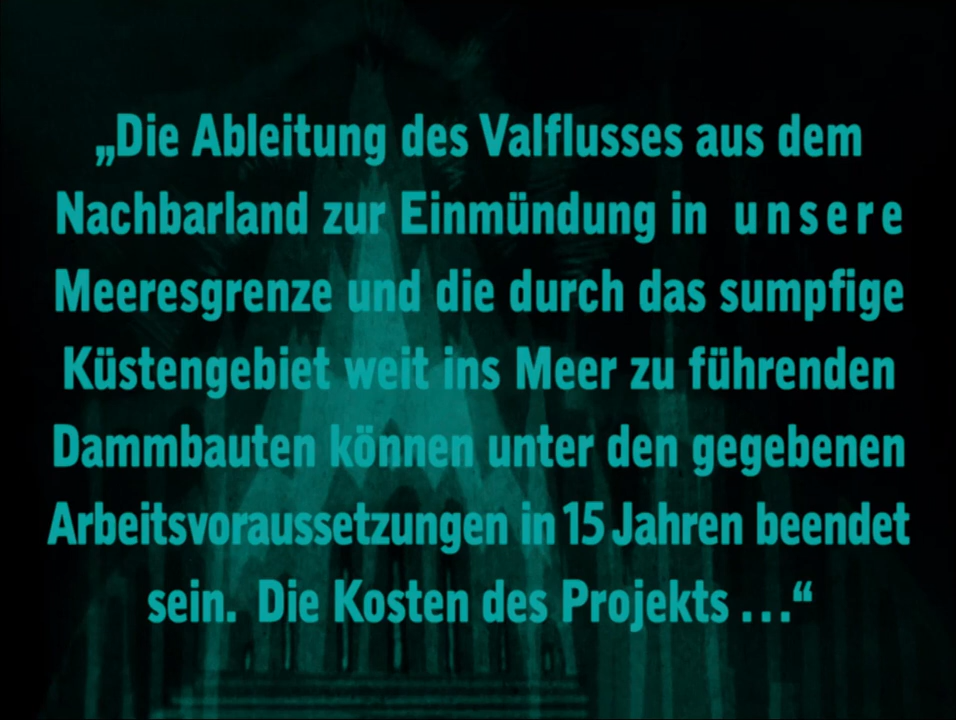 „Die Ableitung des Valflusses aus dem
Nachbarland zur Einmündung in unsere
Meeresgrenze und die durch das sumpfige
Küstengebiet weit ins Meer zu führenden
Dammbauten können unter den gegebenen
Arbeitsvoraussetzungen in 15 Jahren beendet
sein. Die Kosten des Projekts ...“